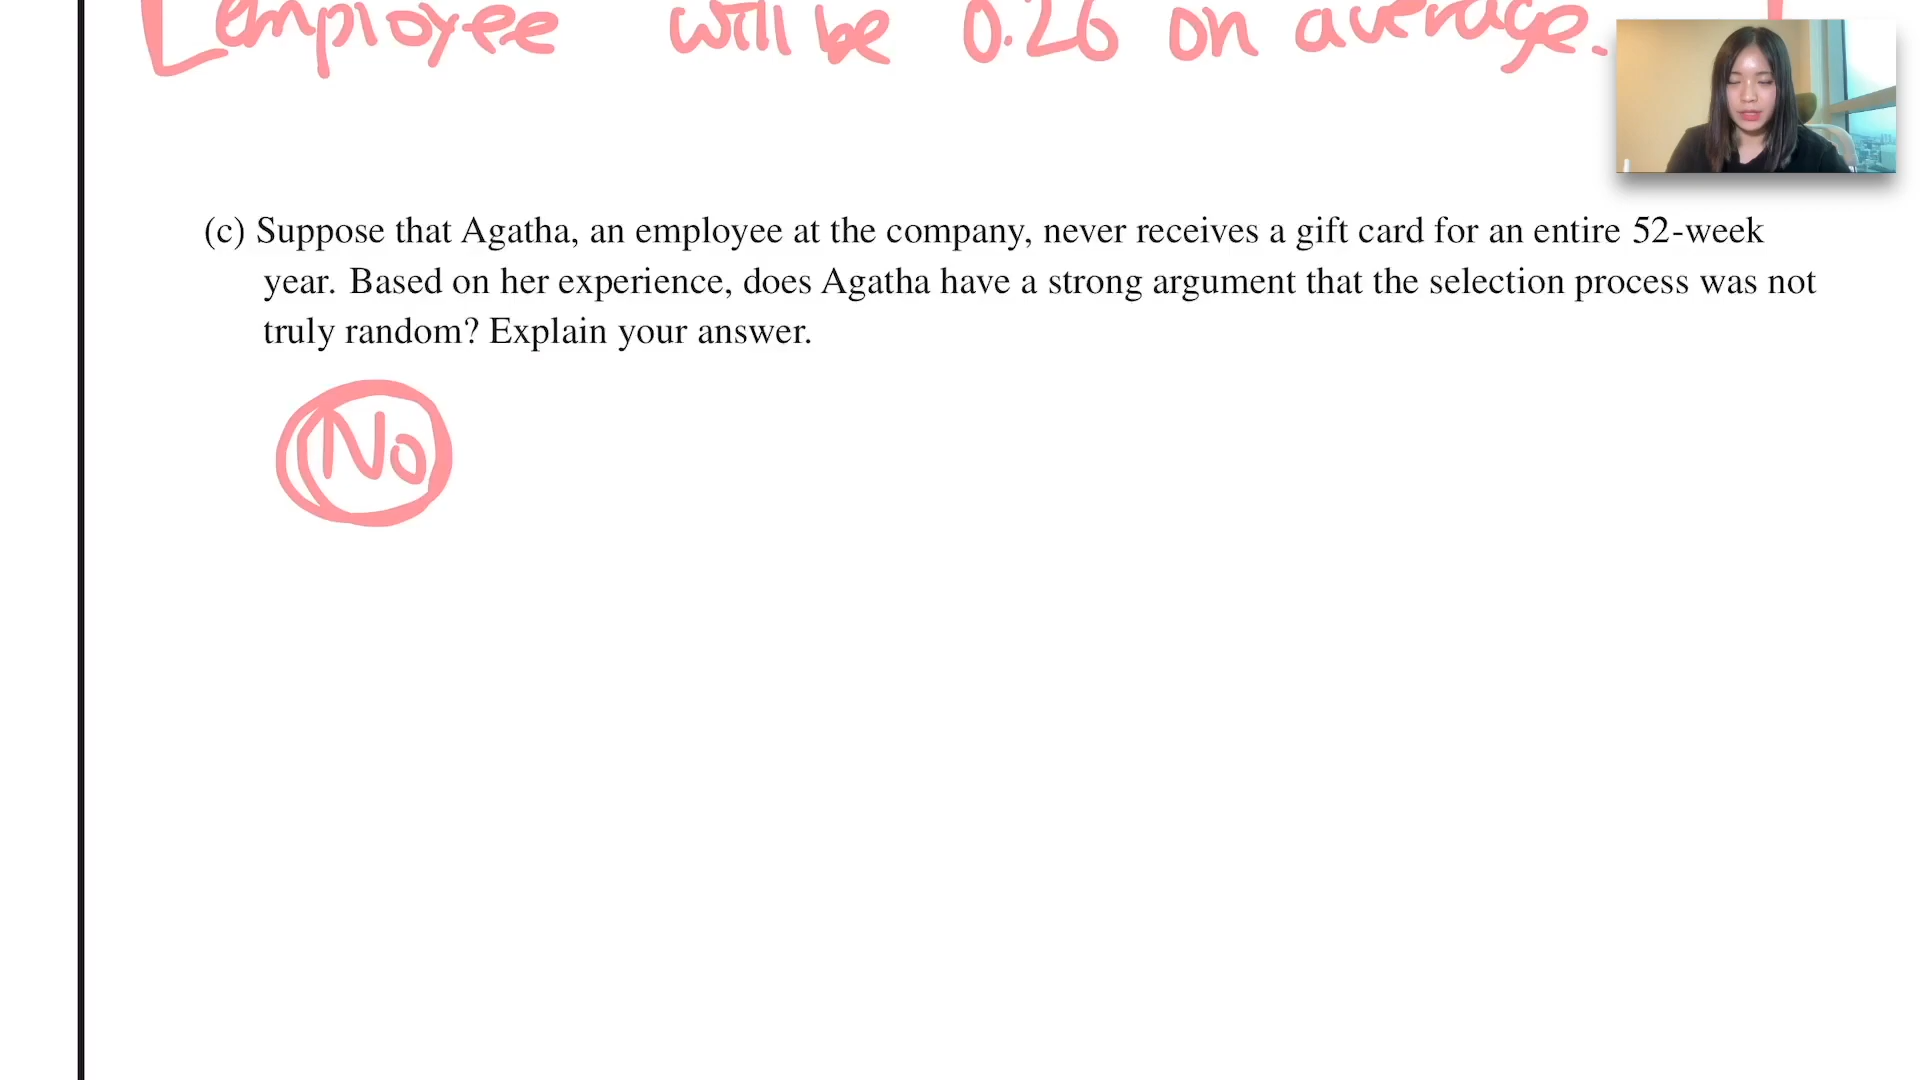 employee will be 0.26 on average.
(c) Suppose that Agatha, an employee at the company, never receives a gift card for an entire 52-week
year. Based on her experience, does Agatha have a strong argument that the selection process was not
truly random? Explain your answer.
No